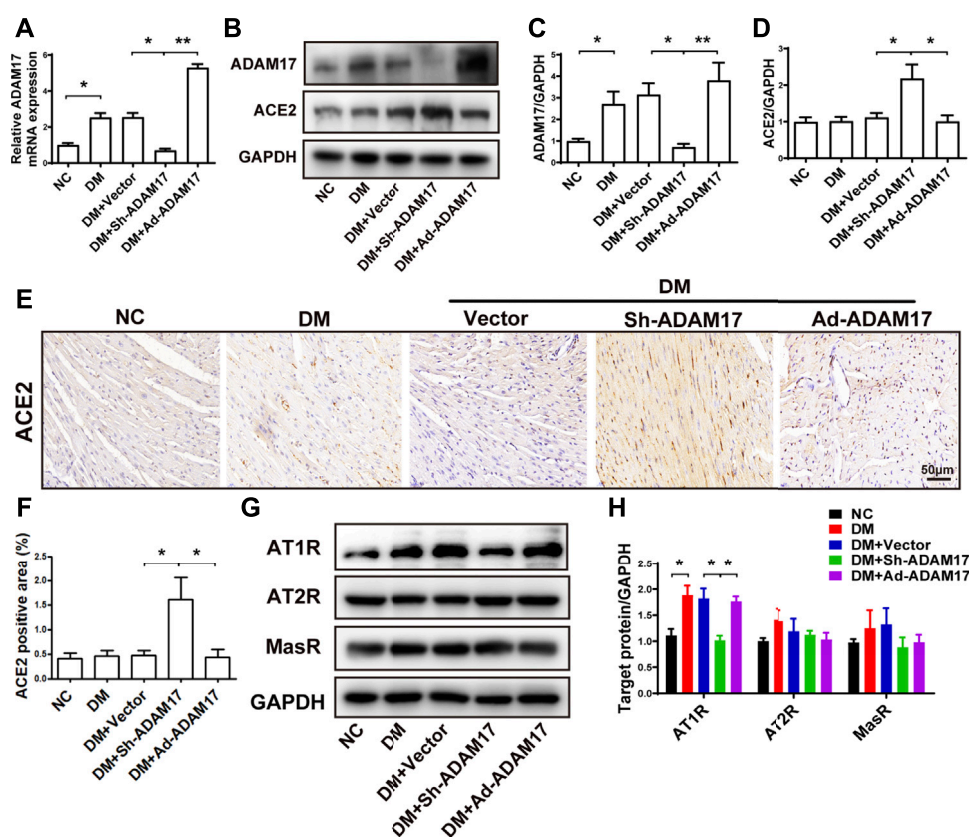 A
Relative ADAM17
mRNA expression
6
4
2
0
*
*
**
NC
DM
DM+Vector
DM+Sh-ADAM17
DM+Ad-ADAM17
B
ADAM17
ACE2
GAPDH
NC
DM
DM+Vector
DM+Sh-ADAM17
DM+Ad-ADAM17
C
ADAM17/GAPDH
5
4
3
2
1
0
*
*
**
NC
DM
DM+Vector
DM+Sh-ADAM17
DM+Ad-ADAM17
D
ACE2/GAPDH
3
2
1
0
*
*
NC
DM
DM+Vector
DM+Sh-ADAM17
DM+Ad-ADAM17
E
DM
NC
DM
Vector
Sh-ADAM17
Ad-ADAM17
ACE2
50μm
F
ACE2 positive area (%)
2.5
2.0
1.5
1.0
0.5
0.0
*
*
NC
DM
DM+Vector
DM+Sh-ADAM17
DM+Ad-ADAM17
G
AT1R
AT2R
MasR
GAPDH
NC
DM
DM+Vector
DM+Sh-ADAM17
DM+Ad-ADAM17
H
NC
DM
DM+Vector
DM+Sh-ADAM17
DM+Ad-ADAM17
Target protein/GAPDH
2.5
2.0
1.5
1.0
0.5
0.0
*
*
*
AT1R
AT2R
MasR